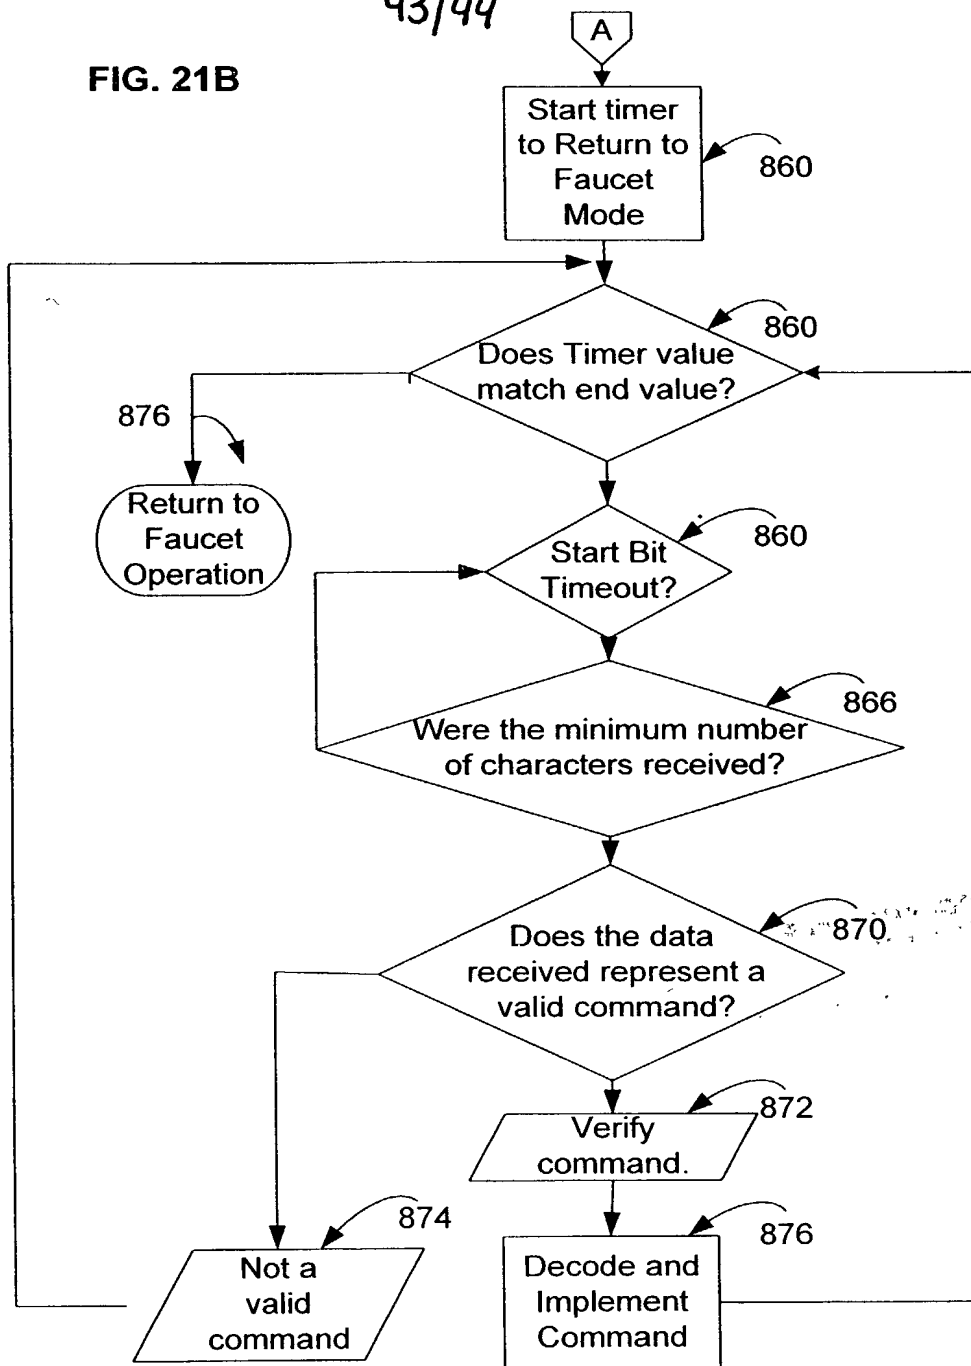 43/44
A
FIG. 21B
Start timer
to Return to
Faucet
Mode
860
860
Does Timer value
match end value?
876
Return to
Faucet
Operation
860
Start Bit
Timeout?
866
Were the minimum number
of characters received?
870
Does the data
received represent a
valid command?
872
Verify
command.
874
Not a
valid
command
876
Decode and
Implement
Command